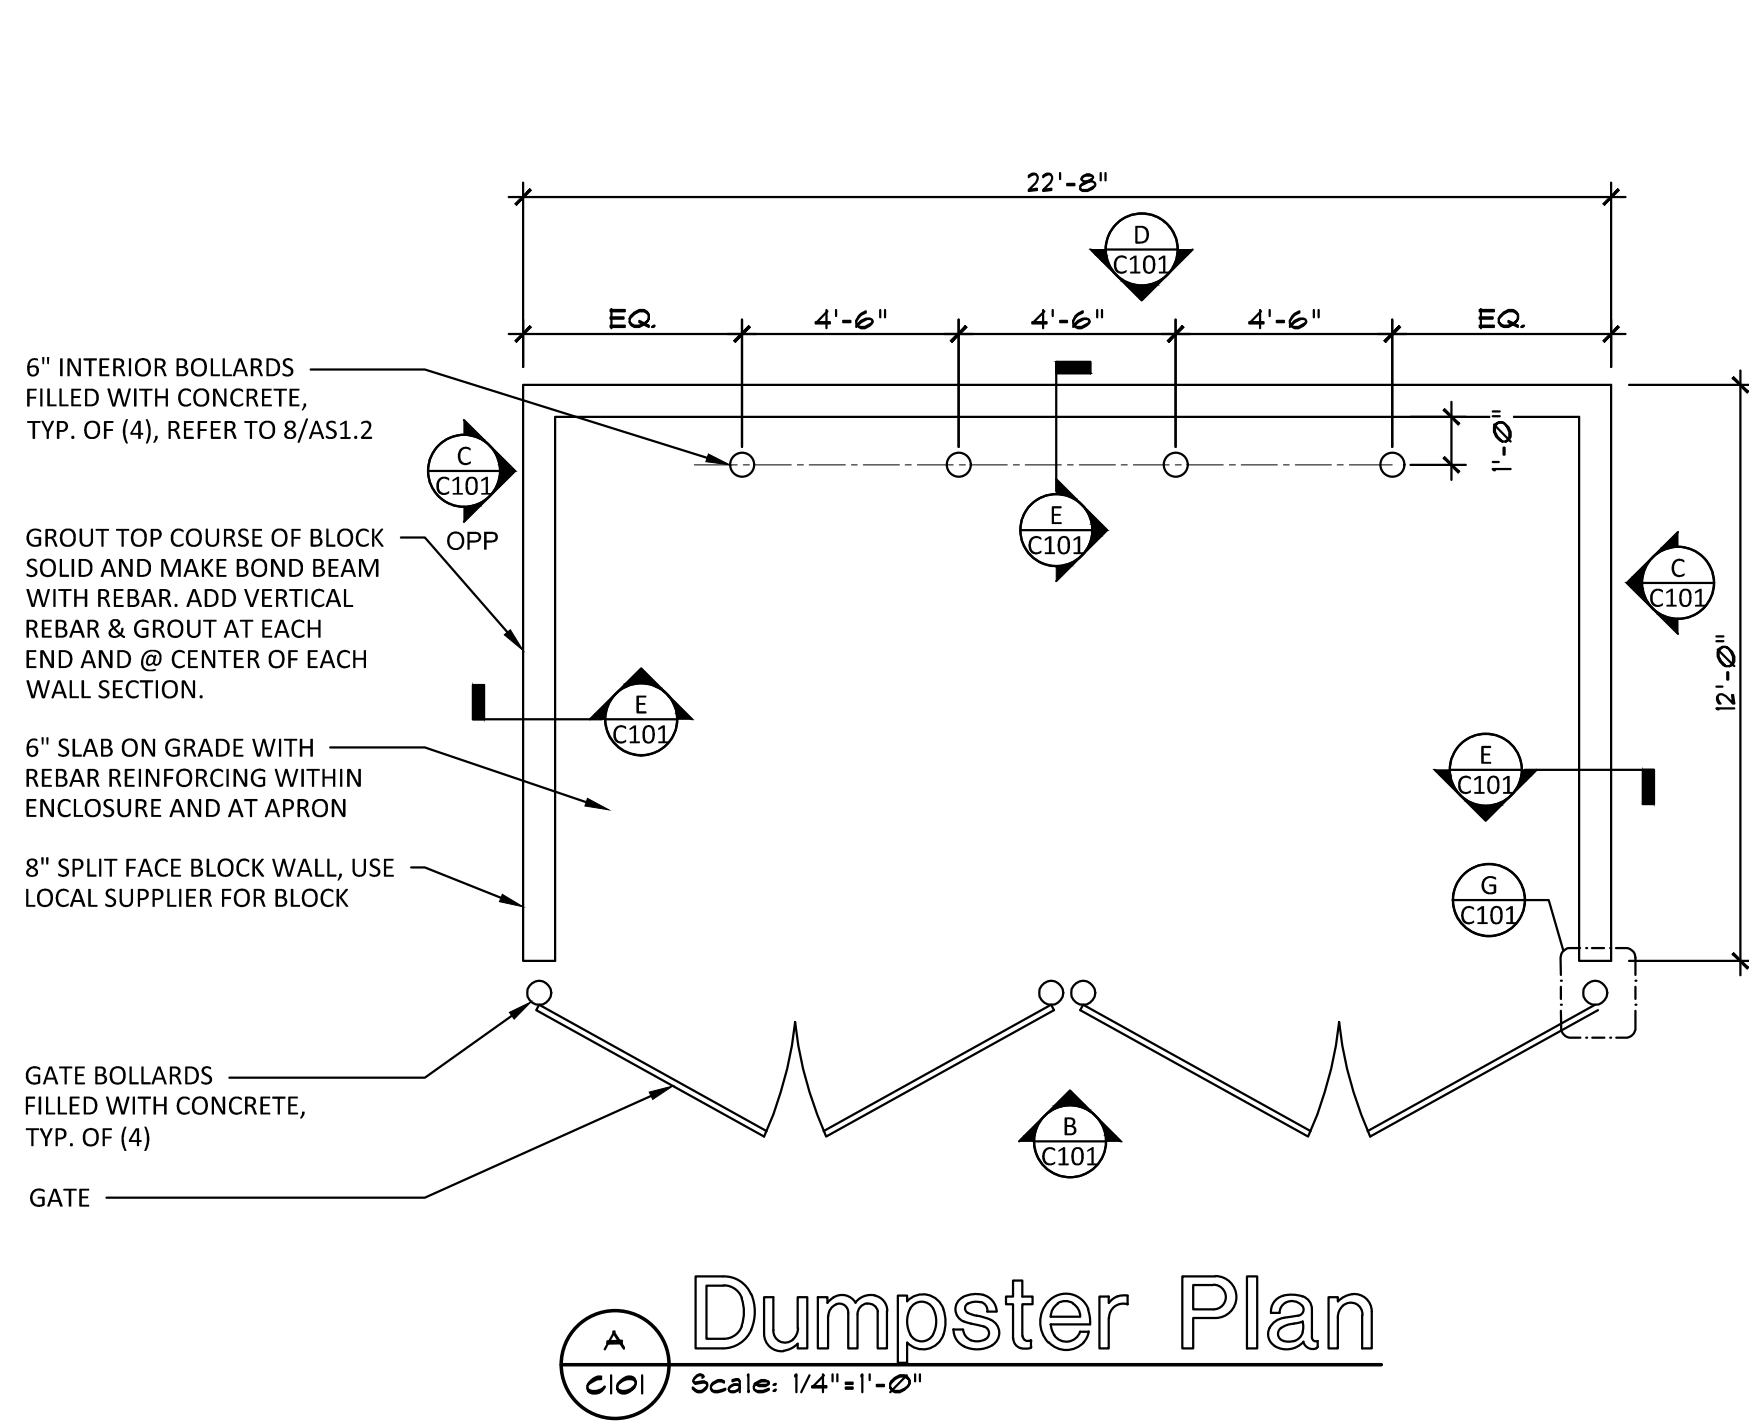 22'-8"
D
C101
EQ.
4'-6"
4'-6"
4'-6"
EQ.
6" INTERIOR BOLLARDS
FILLED WITH CONCRETE,
TYP. OF (4), REFER TO 8/AS1.2
C
C101
OPP
1'-0"
E
C101
GROUT TOP COURSE OF BLOCK
SOLID AND MAKE BOND BEAM
WITH REBAR. ADD VERTICAL
REBAR & GROUT AT EACH
END AND @ CENTER OF EACH
WALL SECTION.
C
C101
12'-0"
E
C101
6" SLAB ON GRADE WITH
REBAR REINFORCING WITHIN
ENCLOSURE AND AT APRON
E
C101
8" SPLIT FACE BLOCK WALL, USE
LOCAL SUPPLIER FOR BLOCK
G
C101
GATE BOLLARDS
FILLED WITH CONCRETE,
TYP. OF (4)
B
C101
GATE
A
C101
Dumpster Plan
Scale: 1/4"=1'-0"